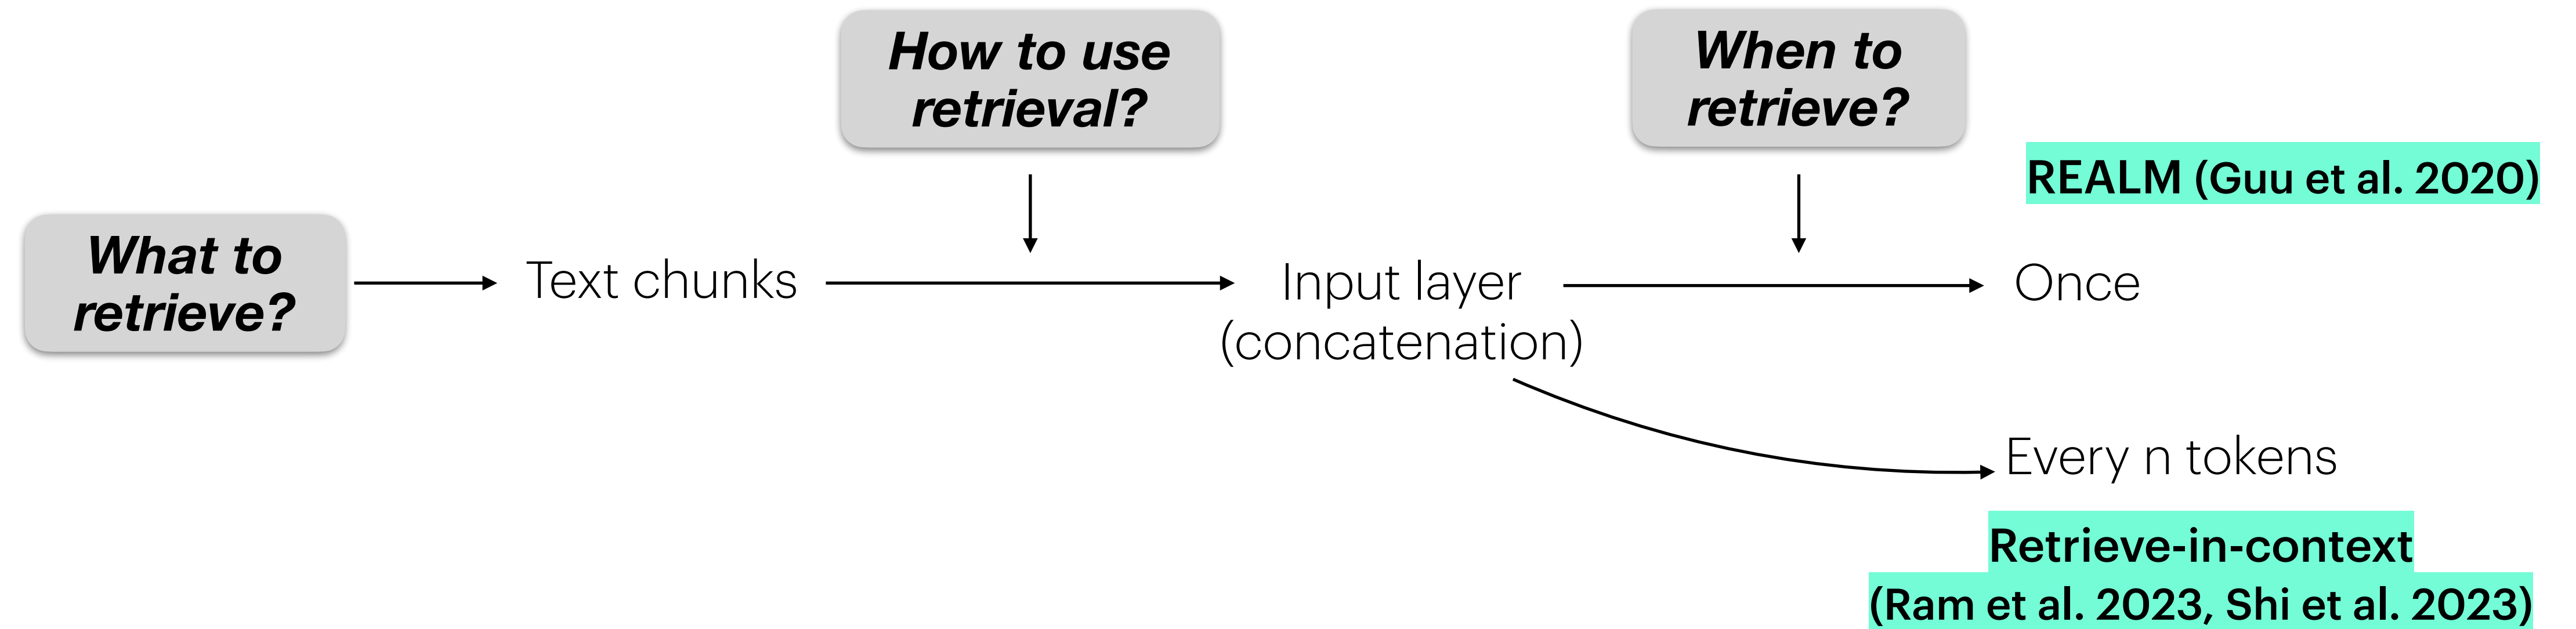 How to use
retrieval?
When to
retrieve?
REALM (Guu et al. 2020)
What to
retrieve?
Text chunks
Input layer
(concatenation)
Once
Every n tokens
Retrieve-in-context
(Ram et al. 2023, Shi et al. 2023)